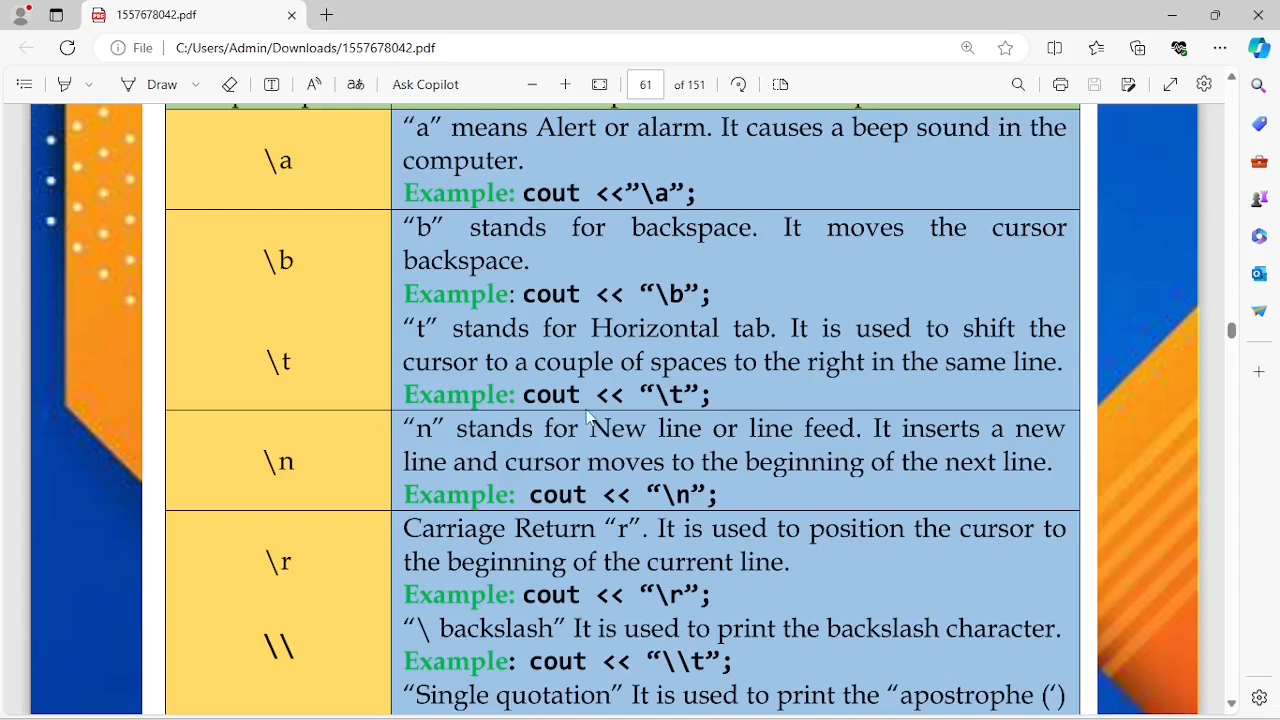 1557678042.pdf
File
C:/Users/Admin/Downloads/1557678042.pdf
Draw
Ask Copilot
61
of 151
\a
“a” means Alert or alarm. It causes a beep sound in the
computer.
Example: cout <<”\a”;
\b
“b” stands for backspace. It moves the cursor
backspace.
Example: cout << “\b”;
\t
“t” stands for Horizontal tab. It is used to shift the
cursor to a couple of spaces to the right in the same line.
Example: cout << “\t”;
\n
“n” stands for New line or line feed. It inserts a new
line and cursor moves to the beginning of the next line.
Example: cout << “\n”;
\r
Carriage Return “r”. It is used to position the cursor to
the beginning of the current line.
Example: cout << “\r”;
\\
“\ backslash” It is used to print the backslash character.
Example: cout << “\\t”;
“Single quotation” It is used to print the “apostrophe (‘)